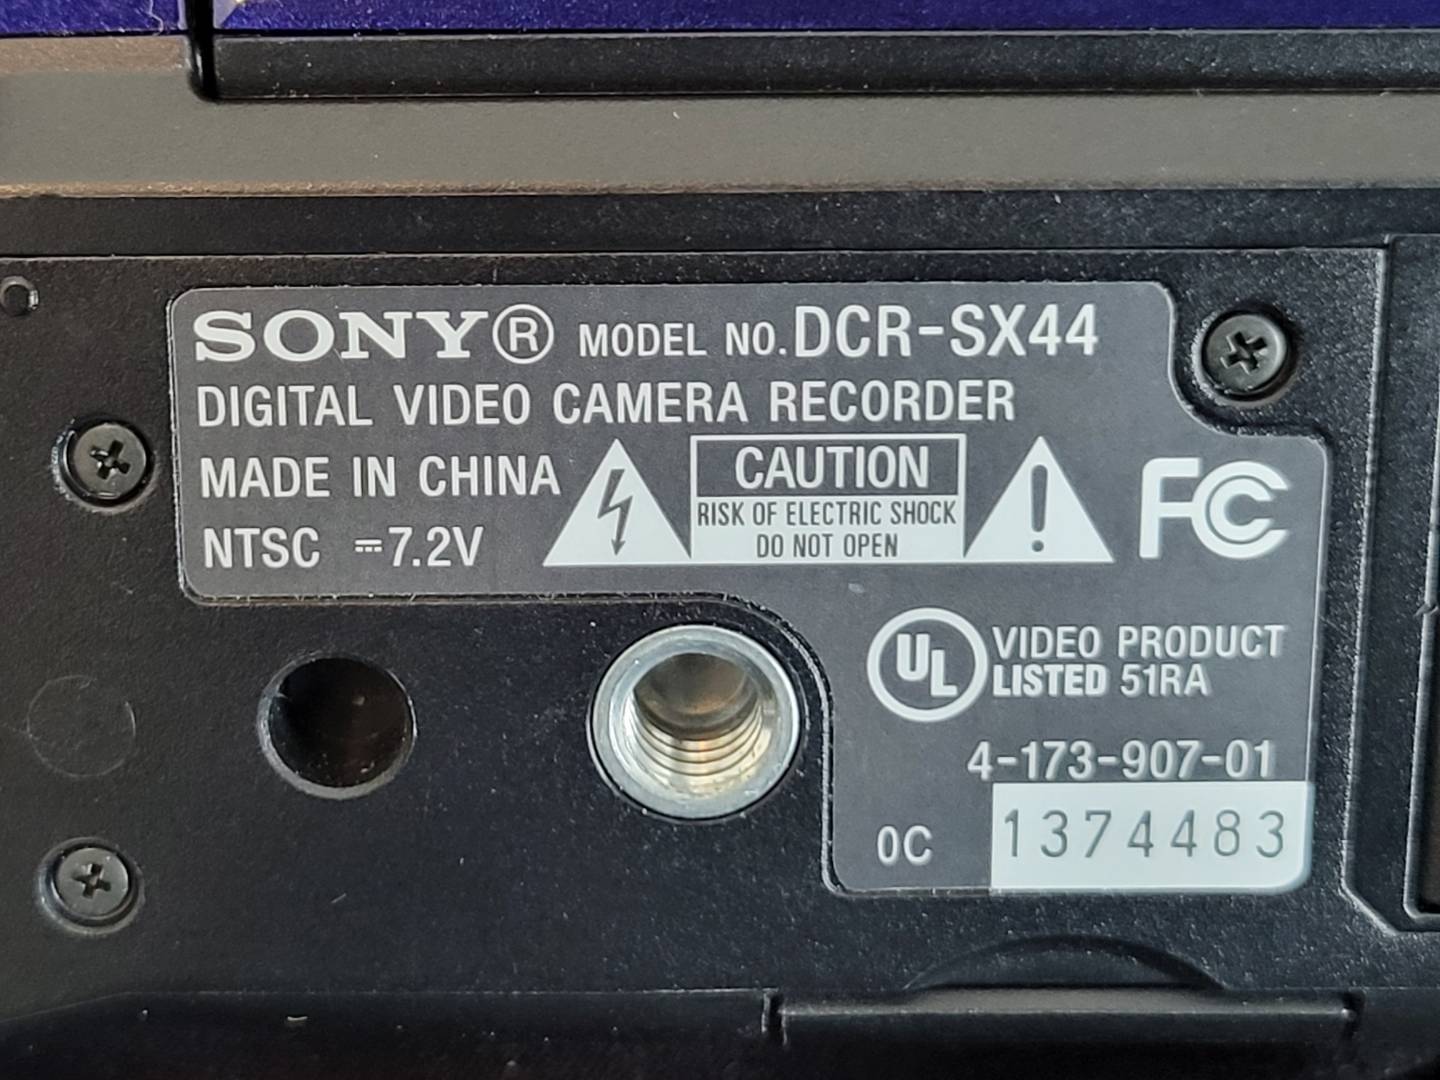 SONY® MODEL NO. DCR-SX44
DIGITAL VIDEO CAMERA RECORDER
MADE IN CHINA
NTSC ⎓7.2V
CAUTION
RISK OF ELECTRIC SHOCK
DO NOT OPEN
FC
UL VIDEO PRODUCT
LISTED 51RA
4-173-907-01
0C 1374483